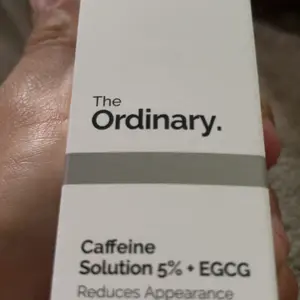 The
Ordinary.
Caffeine
Solution 5% + EGCG
Reduces Appearance